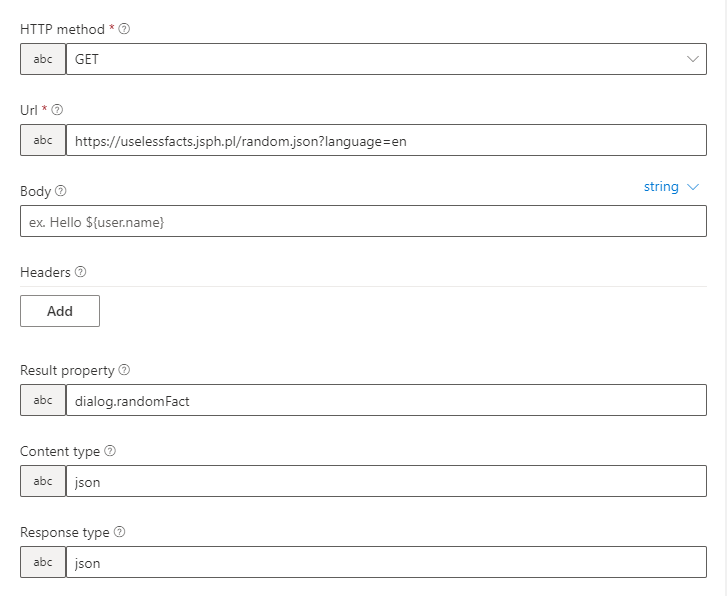 HTTP method *
abc GET
Url *
abc https://uselessfacts.jsph.pl/random.json?language=en
Body string
ex. Hello ${user.name}
Headers
Add
Result property
abc dialog.randomFact
Content type
abc json
Response type
abc json